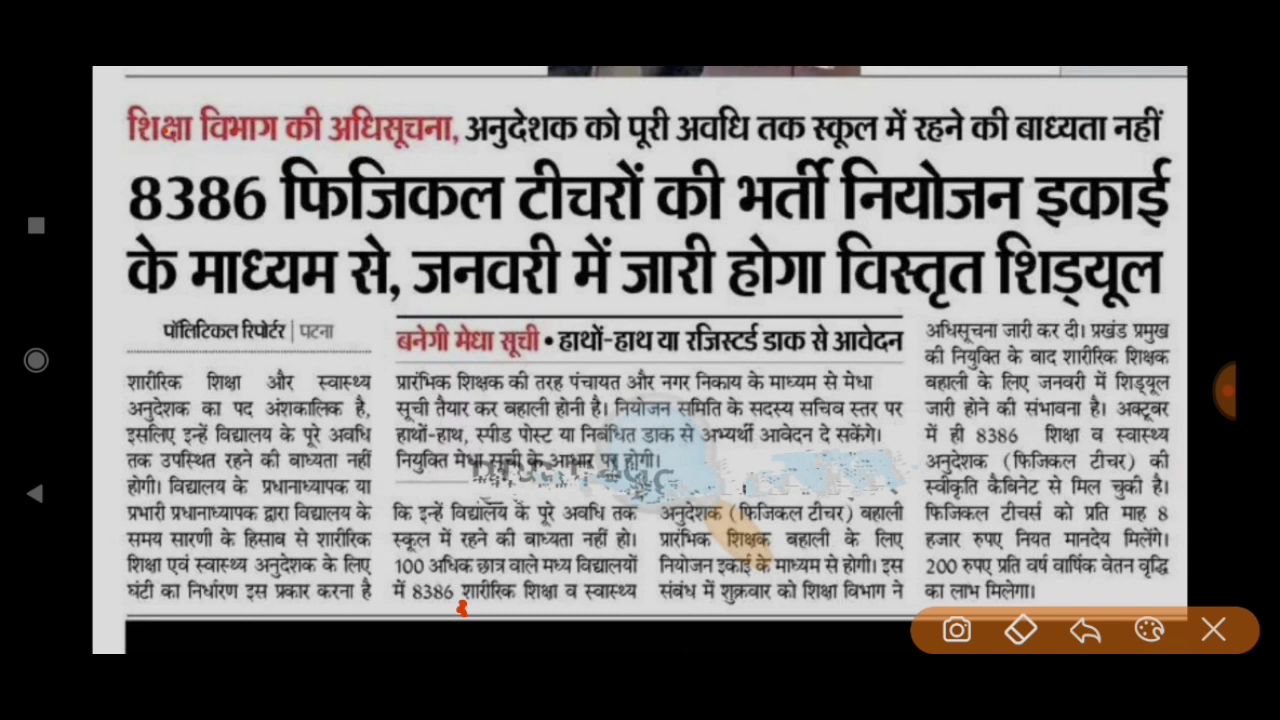 शिक्षा विभाग की अधिसूचना, अनुदेशक को पूरी अवधि तक स्कूल में रहने की बाध्यता नहीं
8386 फिजिकल टीचरों की भर्ती नियोजन इकाई
के माध्यम से, जनवरी में जारी होगा विस्तृत शिड्यूल
पॉलिटिकल रिपोर्टर | पटना
शारीरिक शिक्षा और स्वास्थ्य
अनुदेशक का पद अंशकालिक है,
इसलिए इन्हें विद्यालय के पूरे अवधि
तक उपस्थित रहने की बाध्यता नहीं
होगी। विद्यालय के प्रधानाध्यापक या
प्रभारी प्रधानाध्यापक द्वारा विद्यालय के
समय सारणी के हिसाब से शारीरिक
शिक्षा एवं स्वास्थ्य अनुदेशक के लिए
घंटी का निर्धारण इस प्रकार करना है
बनेगी मेधा सूची • हाथों-हाथ या रजिस्टर्ड डाक से आवेदन
प्रारंभिक शिक्षक की तरह पंचायत और नगर निकाय के माध्यम से मेधा
सूची तैयार कर बहाली होनी है। नियोजन समिति के सदस्य सचिव स्तर पर
हाथों-हाथ, स्पीड पोस्ट या निबंधित डाक से अभ्यर्थी आवेदन दे सकेंगे।
नियुक्ति मेधा सूची के आधार पर होगी।
कि इन्हें विद्यालय के पूरे अवधि तक
स्कूल में रहने की बाध्यता नहीं हो।
100 अधिक छात्र वाले मध्य विद्यालयों
में 8386 शारीरिक शिक्षा व स्वास्थ्य
अनुदेशक (फिजिकल टीचर) बहाली
प्रारंभिक शिक्षक बहाली के लिए
नियोजन इकाई के माध्यम से होगी। इस
संबंध में शुक्रवार को शिक्षा विभाग ने
अधिसूचना जारी कर दी। प्रखंड प्रमुख
की नियुक्ति के बाद शारीरिक शिक्षक
बहाली के लिए जनवरी में शिड्यूल
जारी होने की संभावना है। अक्टूबर
में ही 8386 शिक्षा व स्वास्थ्य
अनुदेशक (फिजिकल टीचर) की
स्वीकृति कैबिनेट से मिल चुकी है।
फिजिकल टीचर्स को प्रति माह 8
हजार रुपए नियत मानदेय मिलेंगे।
200 रुपए प्रति वर्ष वार्षिक वेतन वृद्धि
का लाभ मिलेगा।